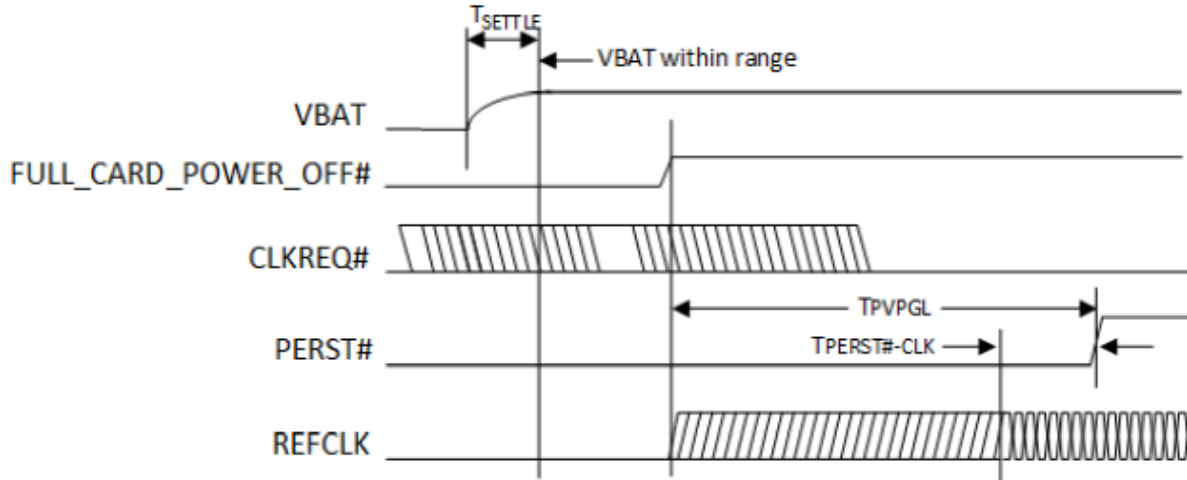 TSETTLE
VBAT within range
VBAT
FULL_CARD_POWER_OFF#
CLKREQ#
TPVPGL
TPERST#-CLK
PERST#
REFCLK